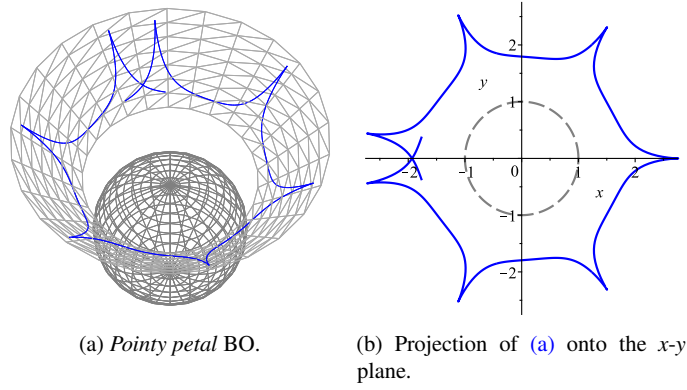 2
y
1
-2
-1
0
1
2
x
-1
-2
(a) Pointy petal BO.
(b) Projection of (a) onto the x-y
plane.